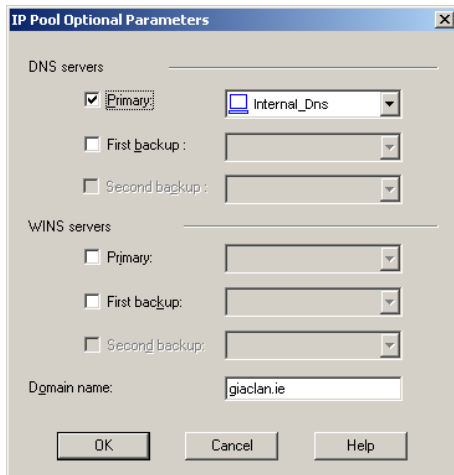 IP Pool Optional Parameters
DNS servers
Primary:
Internal_Dns
First backup :
Second backup :
WINS servers
Primary:
First backup:
Second backup:
Domain name:
giaclan.ie
OK
Cancel
Help